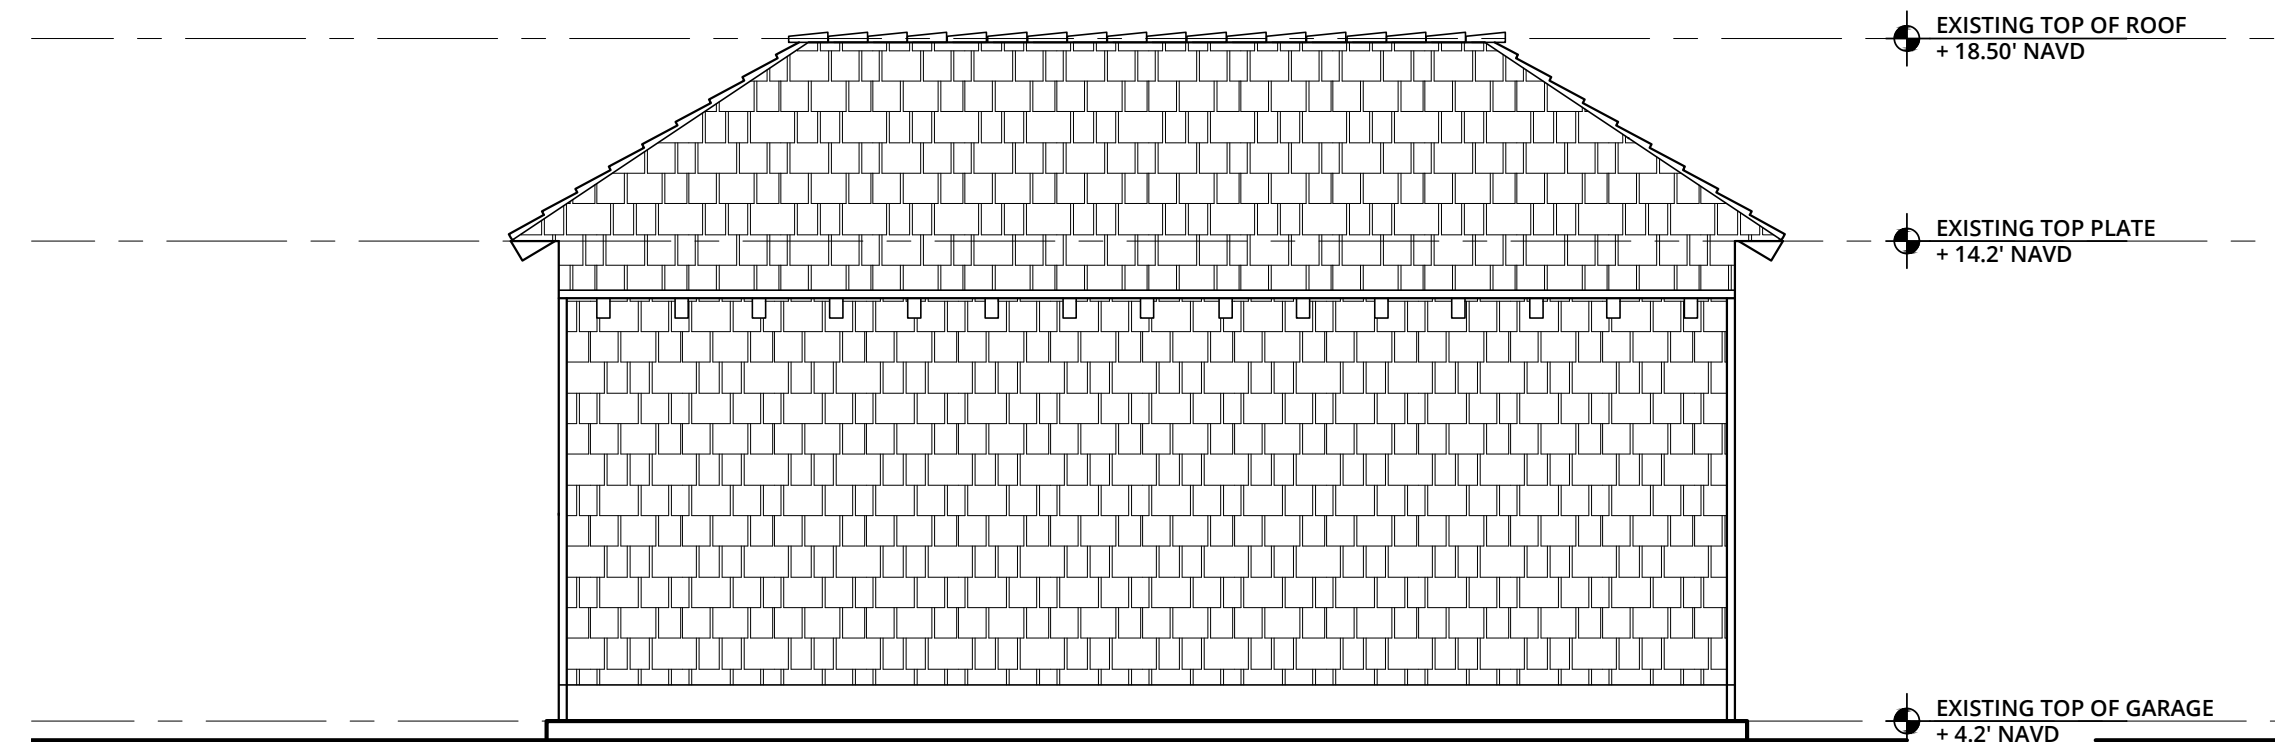 EXISTING TOP OF ROOF
+ 18.50' NAVD
EXISTING TOP PLATE
+ 14.2' NAVD
EXISTING TOP OF GARAGE
+ 4.2' NAVD